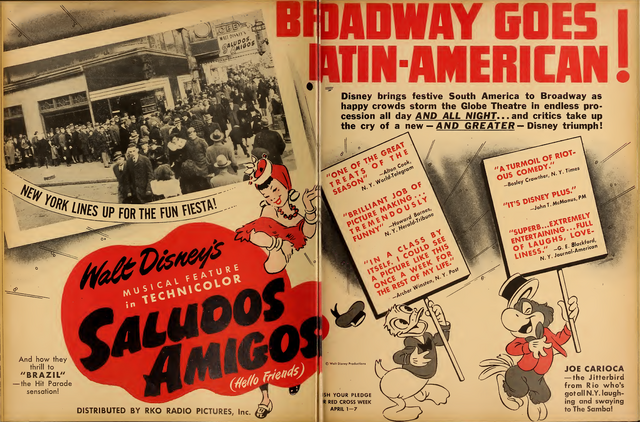 BROADWAY GOES
LATIN-AMERICAN!
Disney brings festive South America to Broadway as
happy crowds storm the Globe Theatre in endless pro-
cession all day AND ALL NIGHT...and critics take up
the cry of a new — AND GREATER — Disney triumph!
WALT DISNEY'S
SALUDOS
AMIGOS
NEW YORK LINES UP FOR THE FUN FIESTA!
"ONE OF THE GREAT
TREATS OF THE
SEASON"
—Alton Cook,
N. Y. World-Telegram
"BRILLIANT JOB OF
PICTURE MAKING...
TREMENDOUSLY
FUNNY"
—Howard Barnes,
N. Y. Herald-Tribune
"IN A CLASS BY
ITSELF. I COULD SEE
A PICTURE LIKE THIS
ONCE A WEEK FOR
THE REST OF MY LIFE."
—Archer Winsten, N. Y. Post
"A TURMOIL OF RIOT-
OUS COMEDY."
—Bosley Crowther, N. Y. Times
"IT'S DISNEY PLUS."
—John T. McManus, PM
"SUPERB...EXTREMELY
ENTERTAINING...FULL
OF LAUGHS, LOVE-
LINESS."
—G. E. Blackford,
N. Y. Journal-American
Walt Disney's
MUSICAL FEATURE
in TECHNICOLOR
SALUDOS
AMIGOS
(Hello Friends)
And how they
thrill to
"BRAZIL"
—the Hit Parade
sensation!
DISTRIBUTED BY RKO RADIO PICTURES, Inc.
© Walt Disney Productions
SH YOUR PLEDGE
R RED CROSS WEEK
APRIL 1–7
JOE CARIOCA
— the Jitterbird
from Rio who's
got all N.Y. laugh-
ing and swaying
to The Samba!